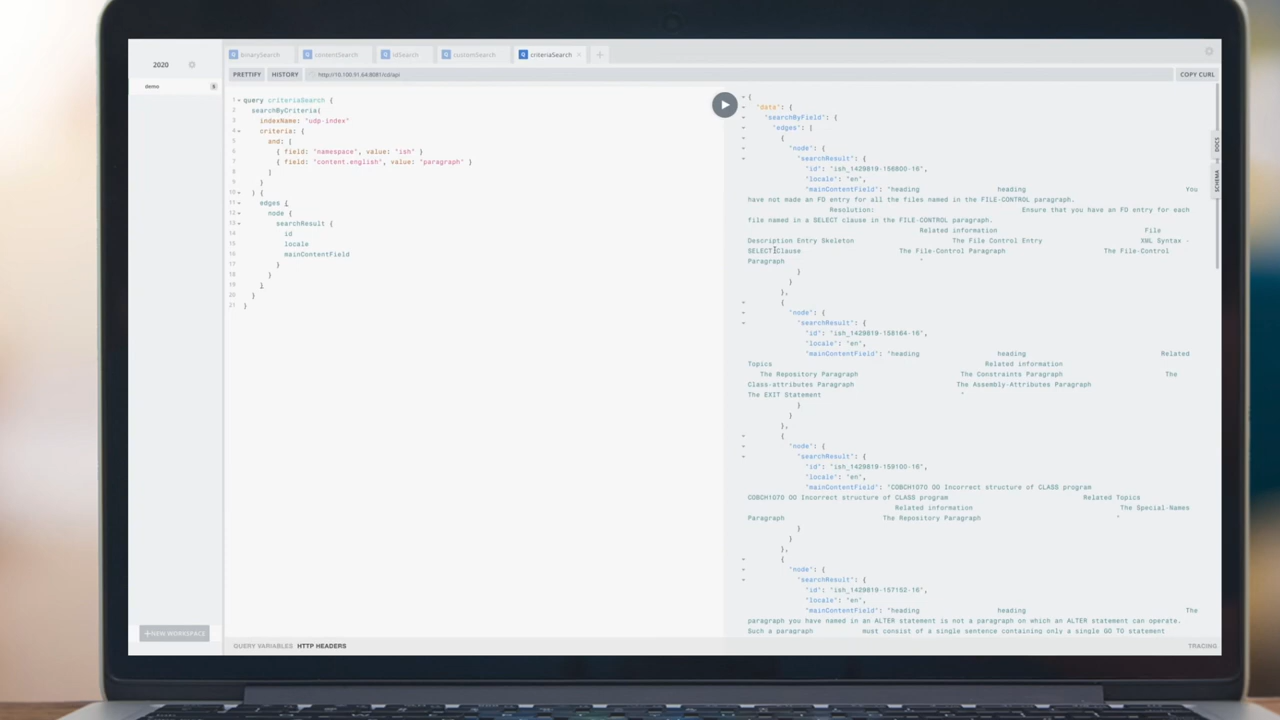 2020
demo
5
+NEW WORKSPACE
Q binarySearch
Q contentSearch
Q idSearch
Q customSearch
Q criteriaSearch ×
+
PRETTIFY HISTORY http://10.100.91.64:8081/cd/api COPY CURL
1 query criteriaSearch {
2 searchByCriteria(
3 indexName: "udp-index"
4 criteria: {
5 and: [
6 { field: "namespace", value: "ish" }
7 { field: "content.english", value: "paragraph" }
8 ]
9 }
10 ) {
11 edges {
12 node {
13 searchResult {
14 id
15 locale
16 mainContentField
17 }
18 }
19 }
20 }
21 }
{
"data": {
"searchByField": {
"edges": [
{
"node": {
"searchResult": {
"id": "ish_1429819-156800-16",
"locale": "en",
"mainContentField": "heading heading You
have not made an FD entry for all the files named in the FILE-CONTROL paragraph.
Resolution: Ensure that you have an FD entry for each
file named in a SELECT clause in the FILE-CONTROL paragraph.
Related information File
Description Entry Skeleton The File Control Entry XML Syntax -
SELECT Clause The File-Control Paragraph The File-Control
Paragraph "
}
}
},
{
"node": {
"searchResult": {
"id": "ish_1429819-158164-16",
"locale": "en",
"mainContentField": "heading heading Related
Topics Related information
The Repository Paragraph The Constraints Paragraph The
Class-attributes Paragraph The Assembly-Attributes Paragraph
The EXIT Statement "
}
}
},
{
"node": {
"searchResult": {
"id": "ish_1429819-159100-16",
"locale": "en",
"mainContentField": "COBCH1070 OO Incorrect structure of CLASS program
COBCH1070 OO Incorrect structure of CLASS program Related Topics
Related information The Special-Names
Paragraph The Repository Paragraph "
}
}
},
{
"node": {
"searchResult": {
"id": "ish_1429819-157152-16",
"locale": "en",
"mainContentField": "heading heading The
paragraph you have named in an ALTER statement is not a paragraph on which an ALTER statement can operate.
Such a paragraph must consist of a single sentence containing only a single GO TO statement
DOCS
SCHEMA
QUERY VARIABLES HTTP HEADERS
TRACING